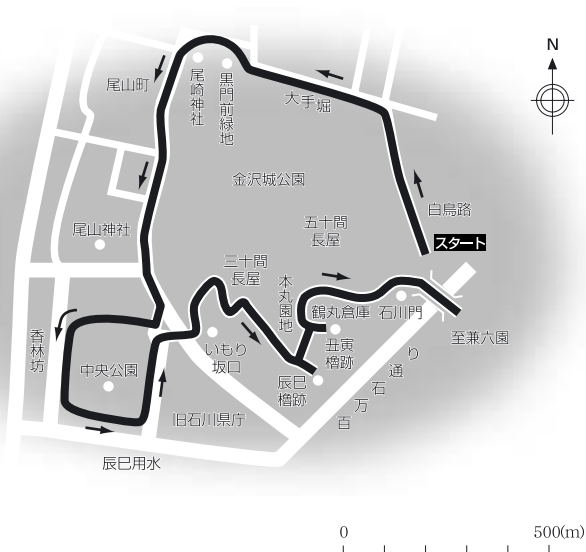 N
尾山町
尾崎神社
黒門前緑地
大手堀
金沢城公園
白鳥路
スタート
五十間
長屋
尾山神社
三十間
長屋
本丸園地
鶴丸倉庫
石川門
至兼六園
香林坊
中央公園
いもり
坂口
丑寅
櫓跡
辰巳
櫓跡
百万石通り
旧石川県庁
辰巳用水
0
500(m)